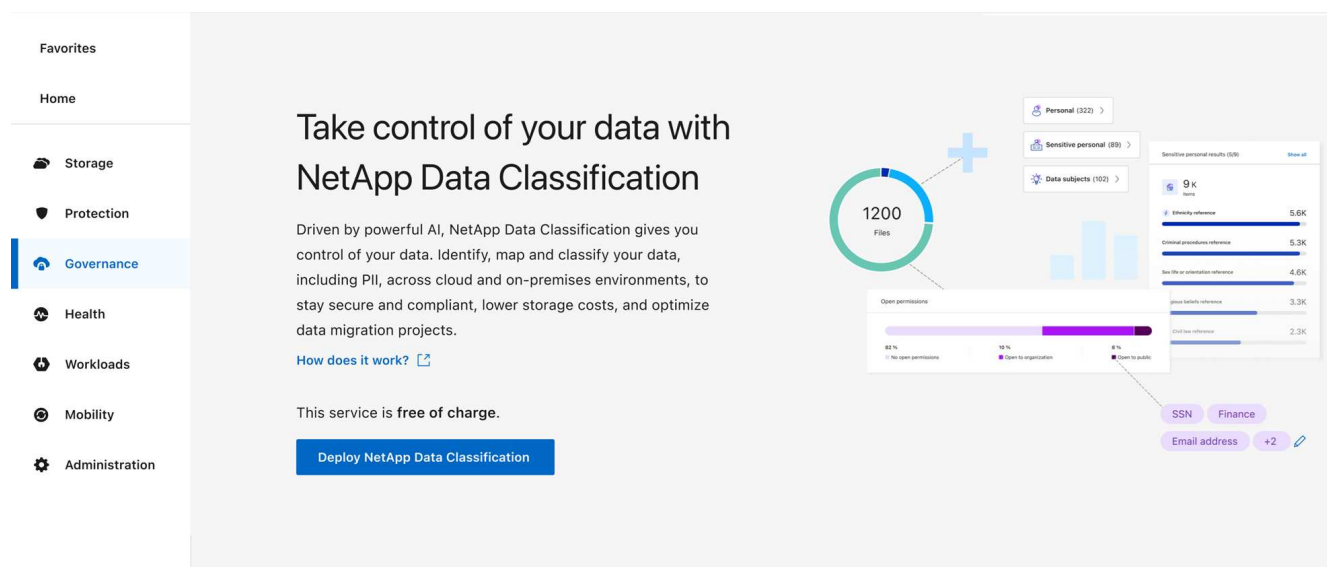 Favorites
Home
Storage
Protection
Governance
Health
Workloads
Mobility
Administration
Take control of your data with
NetApp Data Classification
Driven by powerful AI, NetApp Data Classification gives you
control of your data. Identify, map and classify your data,
including PII, across cloud and on-premises environments, to
stay secure and compliant, lower storage costs, and optimize
data migration projects.
How does it work?
This service is free of charge.
Deploy NetApp Data Classification
1200
Files
Personal (322)
Sensitive personal (89)
Data subjects (102)
Sensitive personal results (5/9) Show all
9 K
Items
Ethnicity reference 5.6K
Criminal procedures reference 5.3K
Sex life or orientation reference 4.6K
beliefs reference 3.3K
Civil law reference 2.3K
Open permissions
82 % 10 % 8 %
No open permissions Open to organization Open to public
SSN Finance
Email address +2